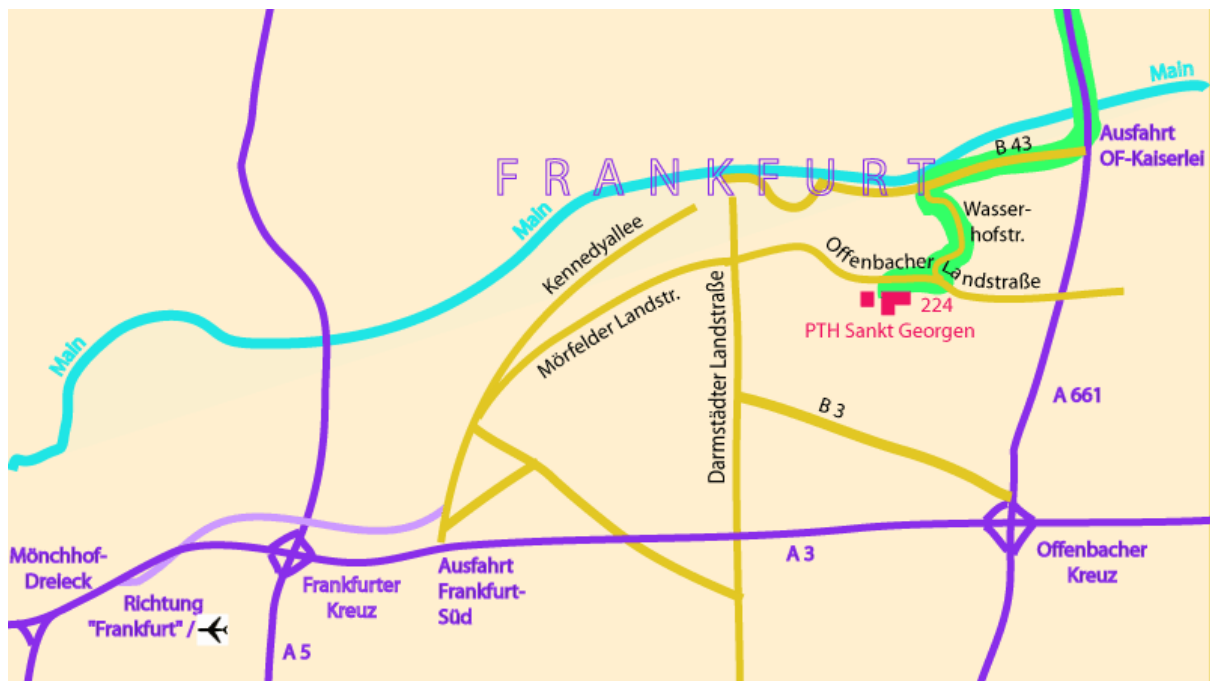 Main
Ausfahrt
OF-Kaiserlei
B 43
FRANKFURT
Wasser-
hofstr.
Main
Kennedyallee
Offenbacher Landstraße
Mörfelder Landstr.
224
PTH Sankt Georgen
Main
Darmstädter Landstraße
A 661
B 3
Mönchhof-
Dreieck
Richtung
"Frankfurt" /
Frankfurter
Kreuz
Ausfahrt
Frankfurt-
Süd
A 3
Offenbacher
Kreuz
A 5